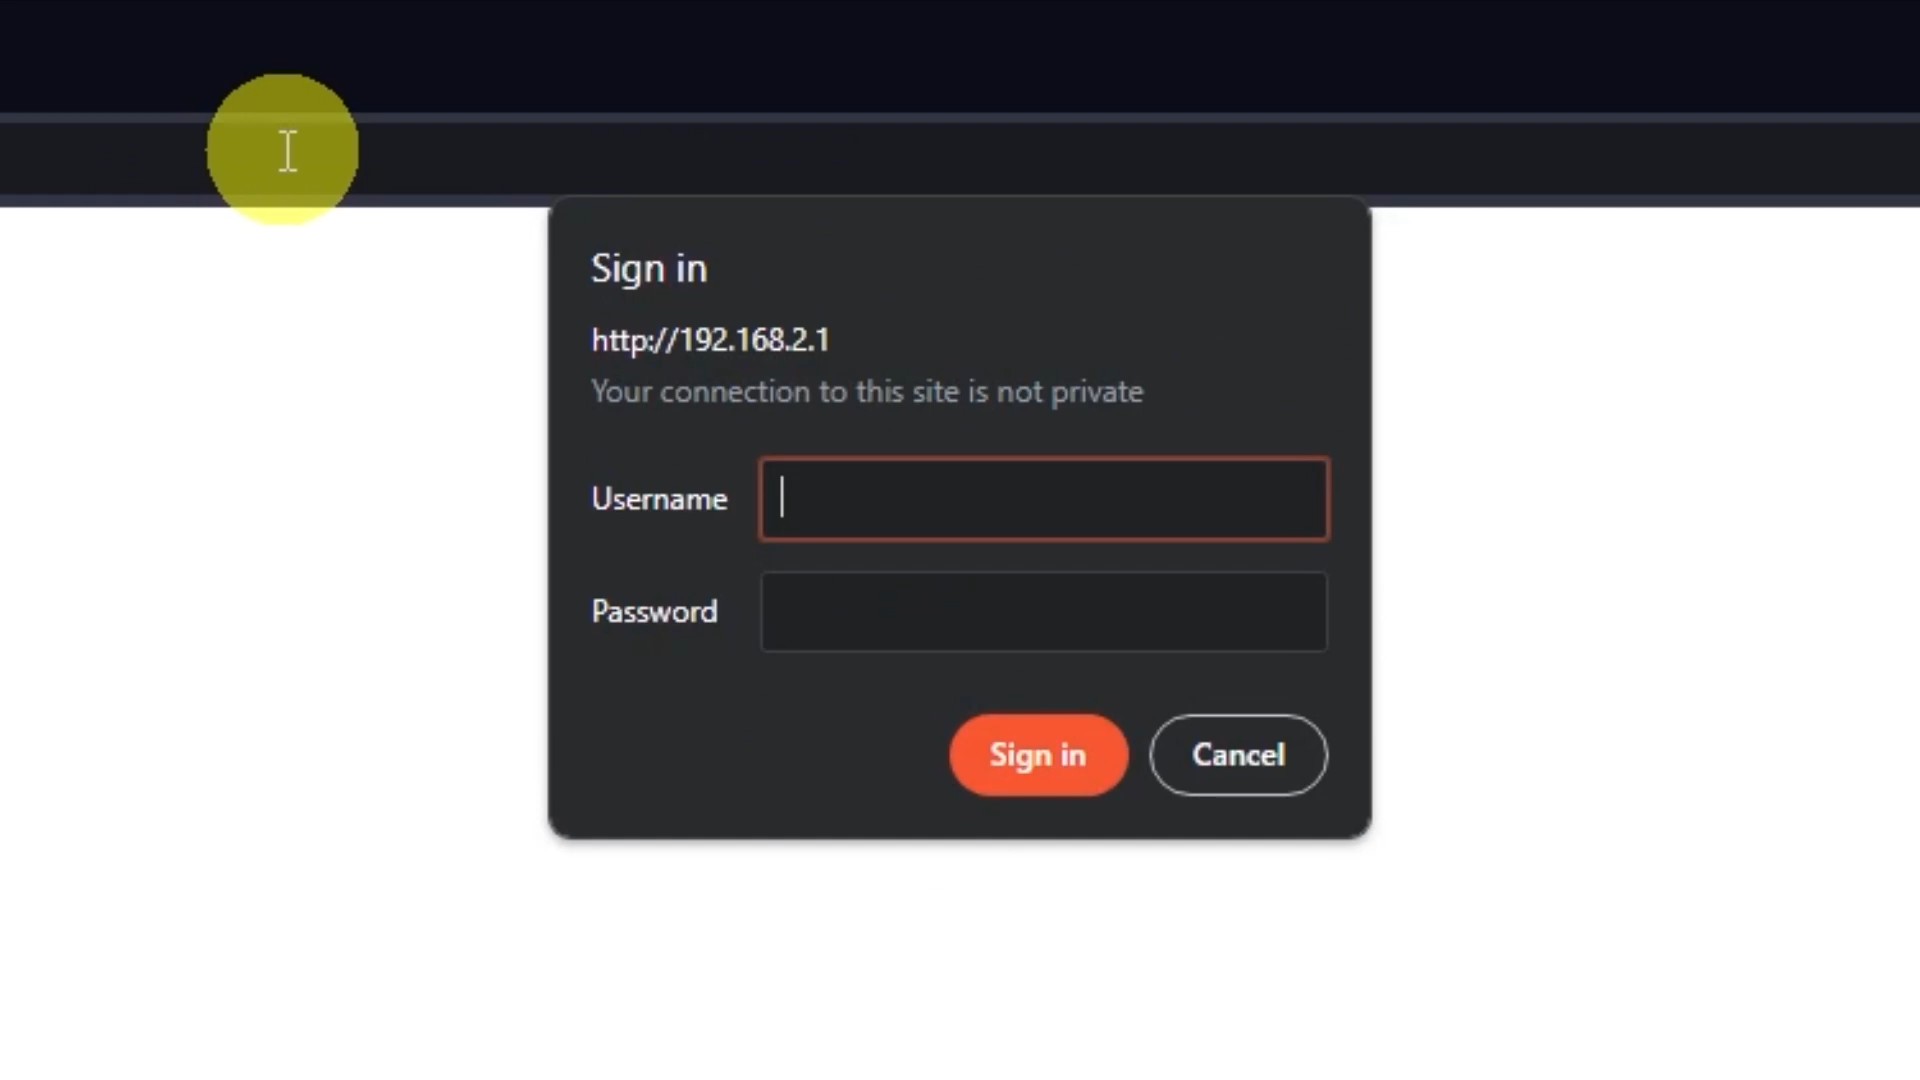 Sign in
http://192.168.2.1
Your connection to this site is not private
Username
Password
Sign in
Cancel